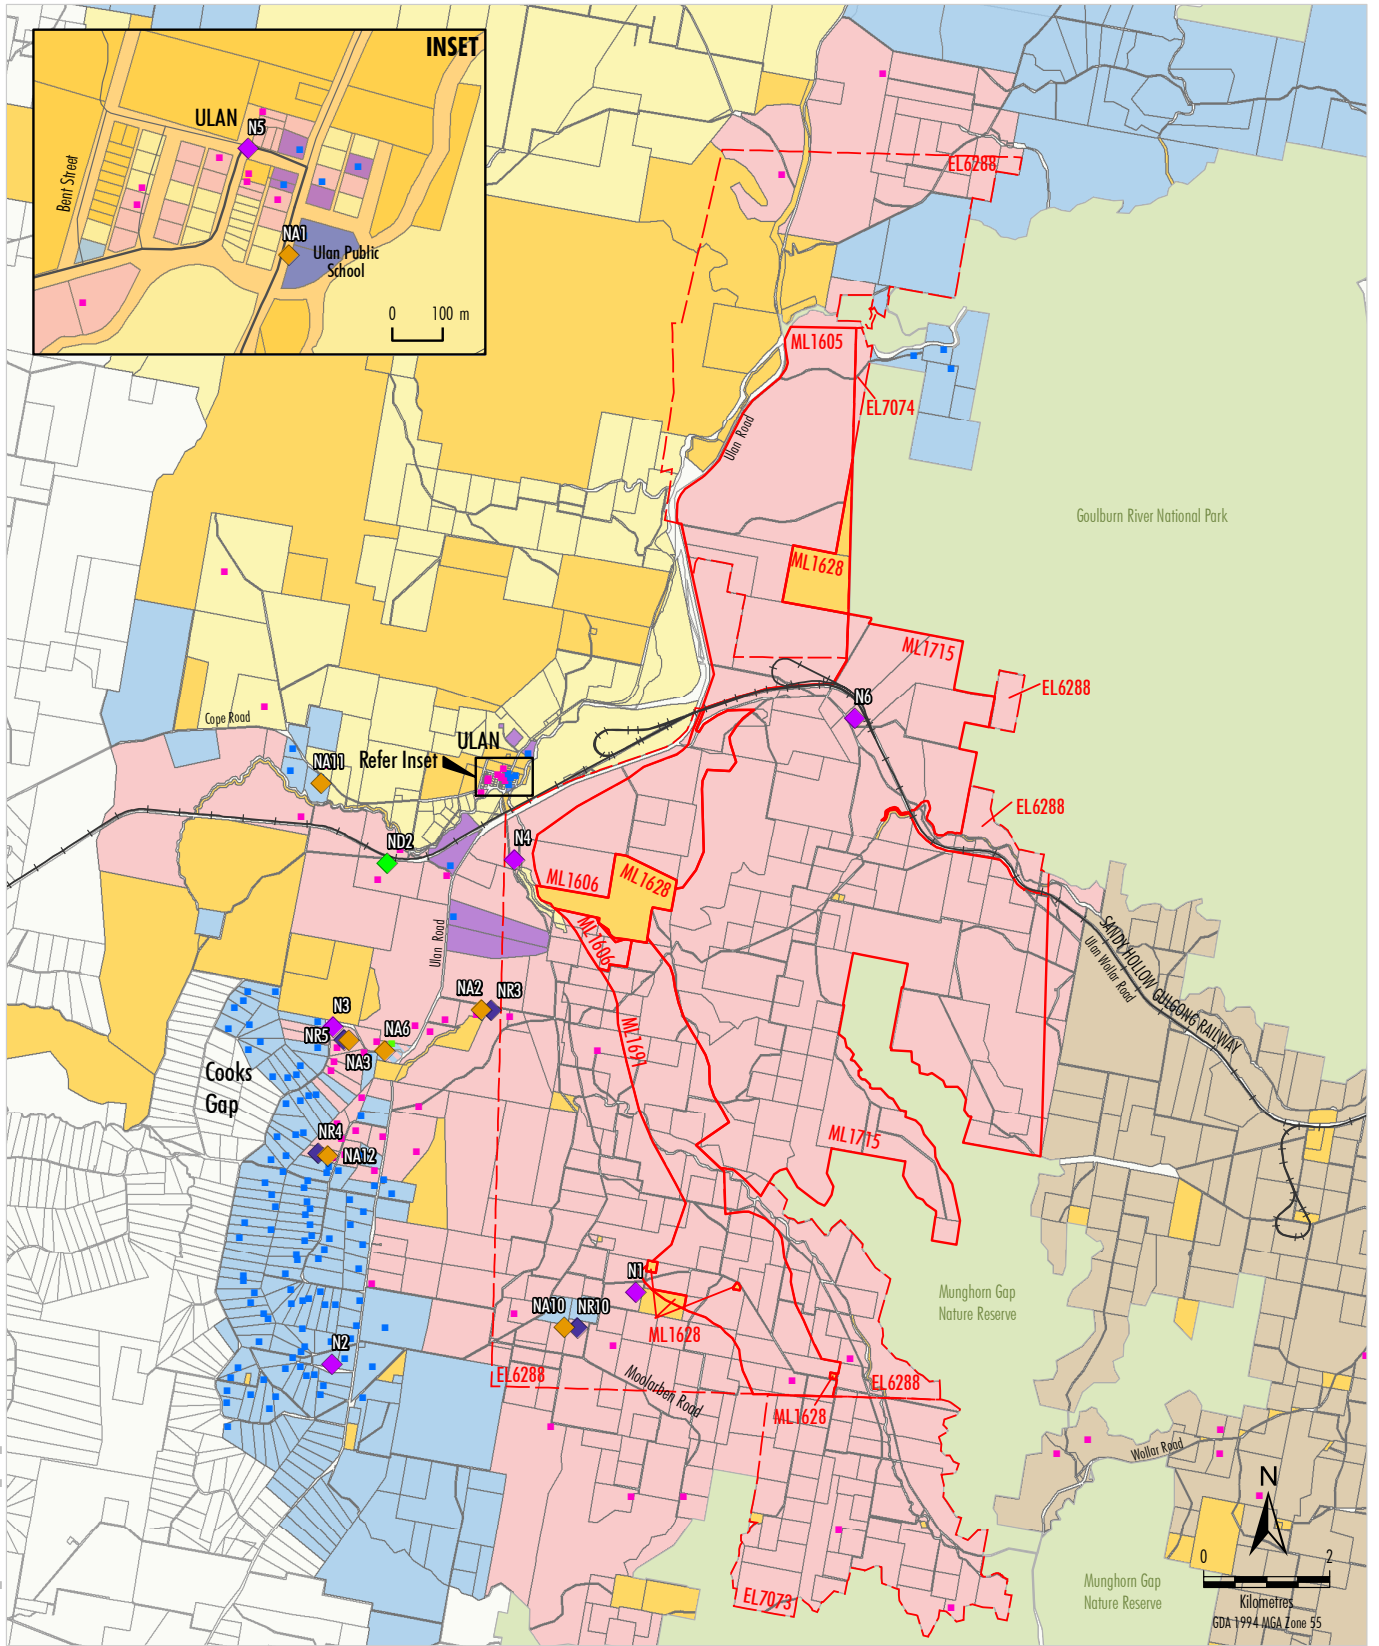 INSET
ULAN
N5
Bent Street
NA1
Ulan Public
School
0 100 m
EL6288
ML1605
EL7074
Ulan Road
Goulburn River National Park
ML1628
ML1715
EL6288
N6
Cope Road
ULAN
Refer Inset
NA11
EL6288
ND2
N4
ML1606
ML1628
ML1606
Ulan Road
SANDY HOLLOW GULGONG RAILWAY
Ulan Wollar Road
NA2
NR3
N3
NR5
NA6
NA3
ML1691
Cooks
Gap
NR4
NA12
ML1715
N1
Munghorn Gap
Nature Reserve
NA10
NR10
ML1628
N2
EL6288
Moolarben Road
EL6288
ML1628
Wollar Road
N
0 2
Kilometres
GDA 1994 MGA Zone 55
Munghorn Gap
Nature Reserve
EL7073